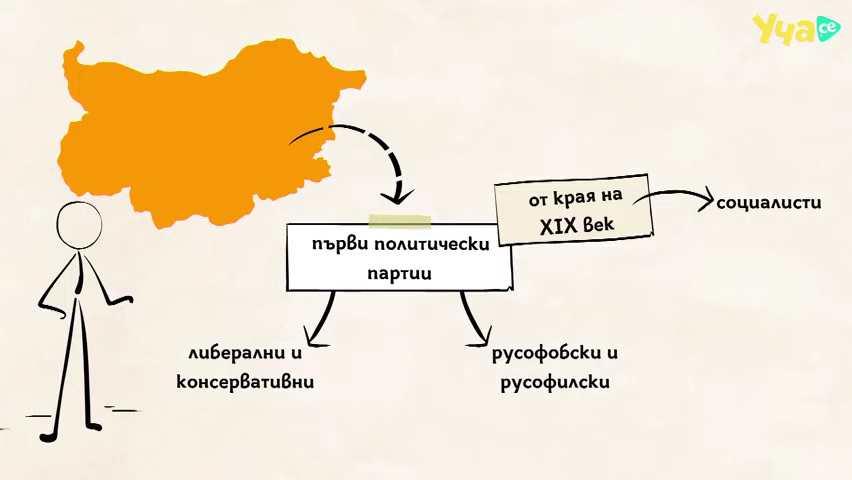 Уча.се
от края на
XIX век
социалисти
първи политически
партии
либерални и
консервативни
русофобски и
русофилски